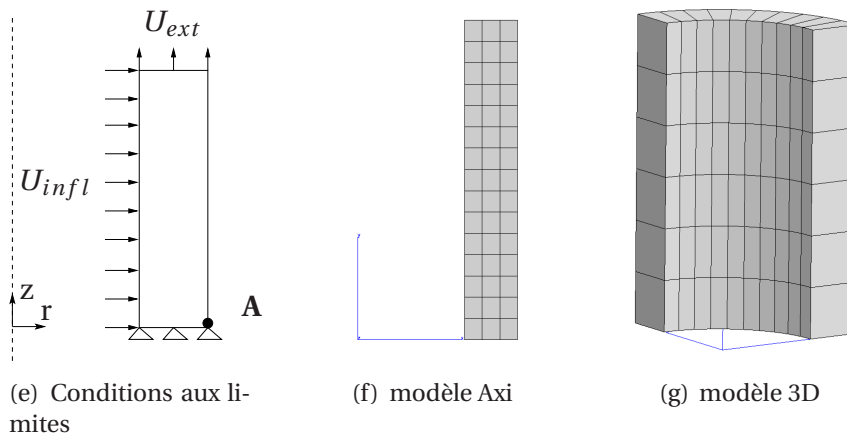 U_ext
U_infl
z
r
A
(e) Conditions aux li-
mites
(f) modèle Axi
(g) modèle 3D